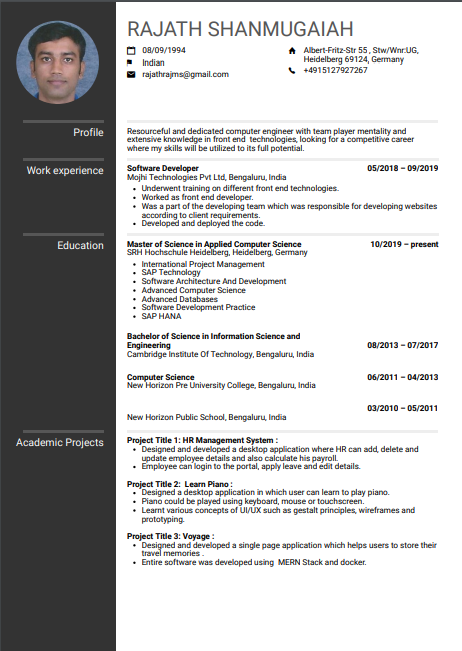 RAJATH SHANMUGAIAH
08/09/1994
Indian
rajathrajms@gmail.com
Albert-Fritz-Str 55 , Stw/Wnr:UG,
Heidelberg 69124, Germany
+4915127927267
Profile
Resourceful and dedicated computer engineer with team player mentality and
extensive knowledge in front end technologies, looking for a competitive career
where my skills will be utilized to its full potential.
Work experience
Software Developer 05/2018 – 09/2019
Mojhi Technologies Pvt Ltd, Bengaluru, India
• Underwent training on different front end technologies.
• Worked as front end developer.
• Was a part of the developing team which was responsible for developing websites
according to client requirements.
• Developed and deployed the code.
Education
Master of Science in Applied Computer Science 10/2019 – present
SRH Hochschule Heidelberg, Heidelberg, Germany
• International Project Management
• SAP Technology
• Software Architecture And Development
• Advanced Computer Science
• Advanced Databases
• Software Development Practice
• SAP HANA
Bachelor of Science in Information Science and
Engineering 08/2013 – 07/2017
Cambridge Institute Of Technology, Bengaluru, India
Computer Science 06/2011 – 04/2013
New Horizon Pre University College, Bengaluru, India
03/2010 – 05/2011
New Horizon Public School, Bengaluru, India
Academic Projects
Project Title 1: HR Management System :
• Designed and developed a desktop application where HR can add, delete and
update employee details and also calculate his payroll.
• Employee can login to the portal, apply leave and edit details.
Project Title 2: Learn Piano :
• Designed a desktop application in which user can learn to play piano.
• Piano could be played using keyboard, mouse or touchscreen.
• Learnt various concepts of UI/UX such as gestalt principles, wireframes and
prototyping.
Project Title 3: Voyage :
• Designed and developed a single page application which helps users to store their
travel memories .
• Entire software was developed using MERN Stack and docker.